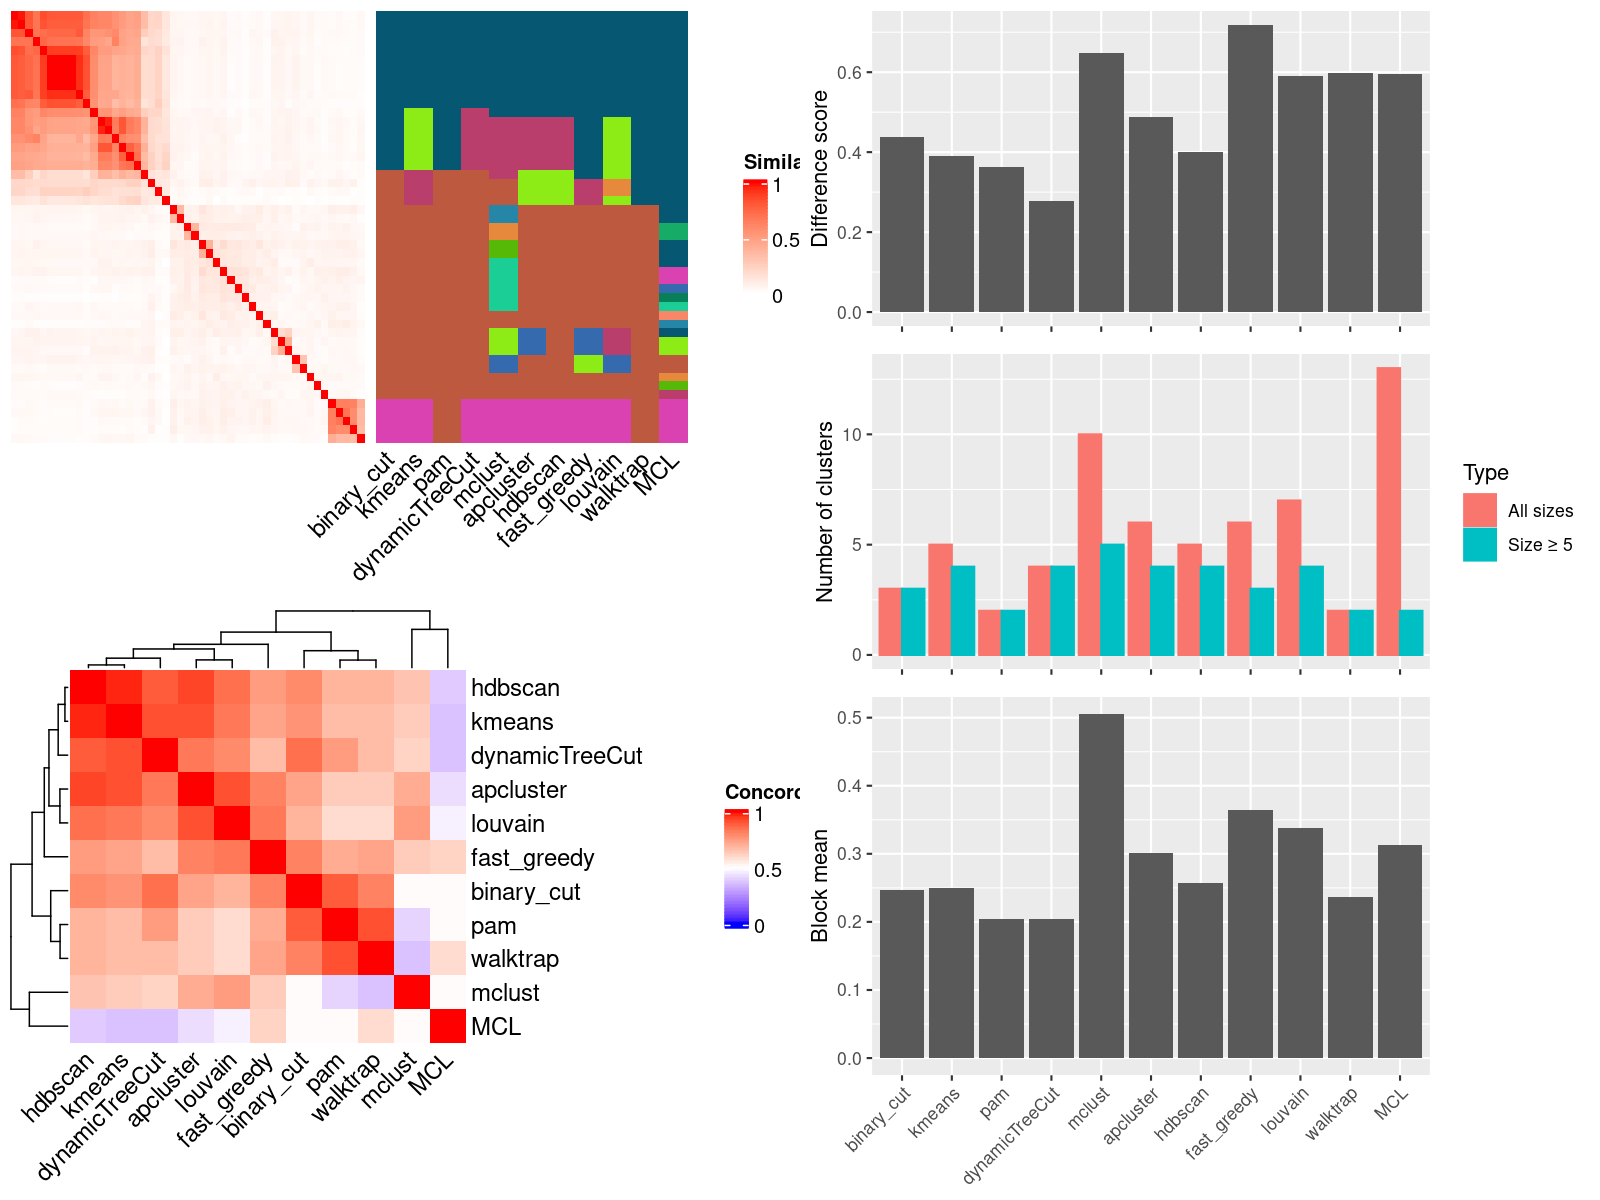 Simila
1
0.5
0
binary_cut
kmeans
pam
dynamicTreeCut
mclust
apcluster
hdbscan
fast_greedy
louvain
walktrap
MCL
hdbscan
kmeans
dynamicTreeCut
apcluster
louvain
fast_greedy
binary_cut
pam
walktrap
mclust
MCL
hdbscan
kmeans
dynamicTreeCut
apcluster
louvain
fast_greedy
binary_cut
pam
walktrap
mclust
MCL
Concord
1
0.5
0
Difference score
0.6
0.4
0.2
0.0
Number of clusters
10
5
0
Type
All sizes
Size ≥ 5
Block mean
0.5
0.4
0.3
0.2
0.1
0.0
binary_cut
kmeans
pam
dynamicTreeCut
mclust
apcluster
hdbscan
fast_greedy
louvain
walktrap
MCL